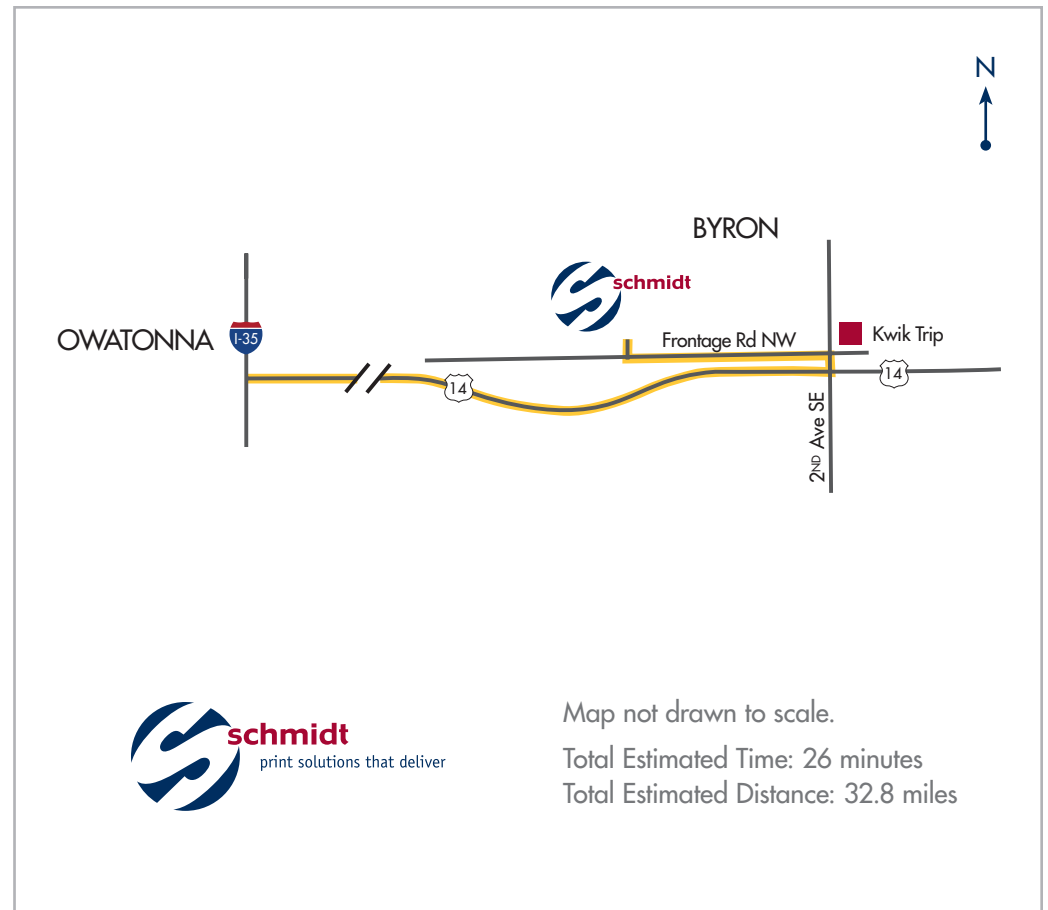 N
BYRON
schmidt
OWATONNA
I-35
Frontage Rd NW
Kwik Trip
14
14
2ND Ave SE
schmidt
print solutions that deliver
Map not drawn to scale.
Total Estimated Time: 26 minutes
Total Estimated Distance: 32.8 miles